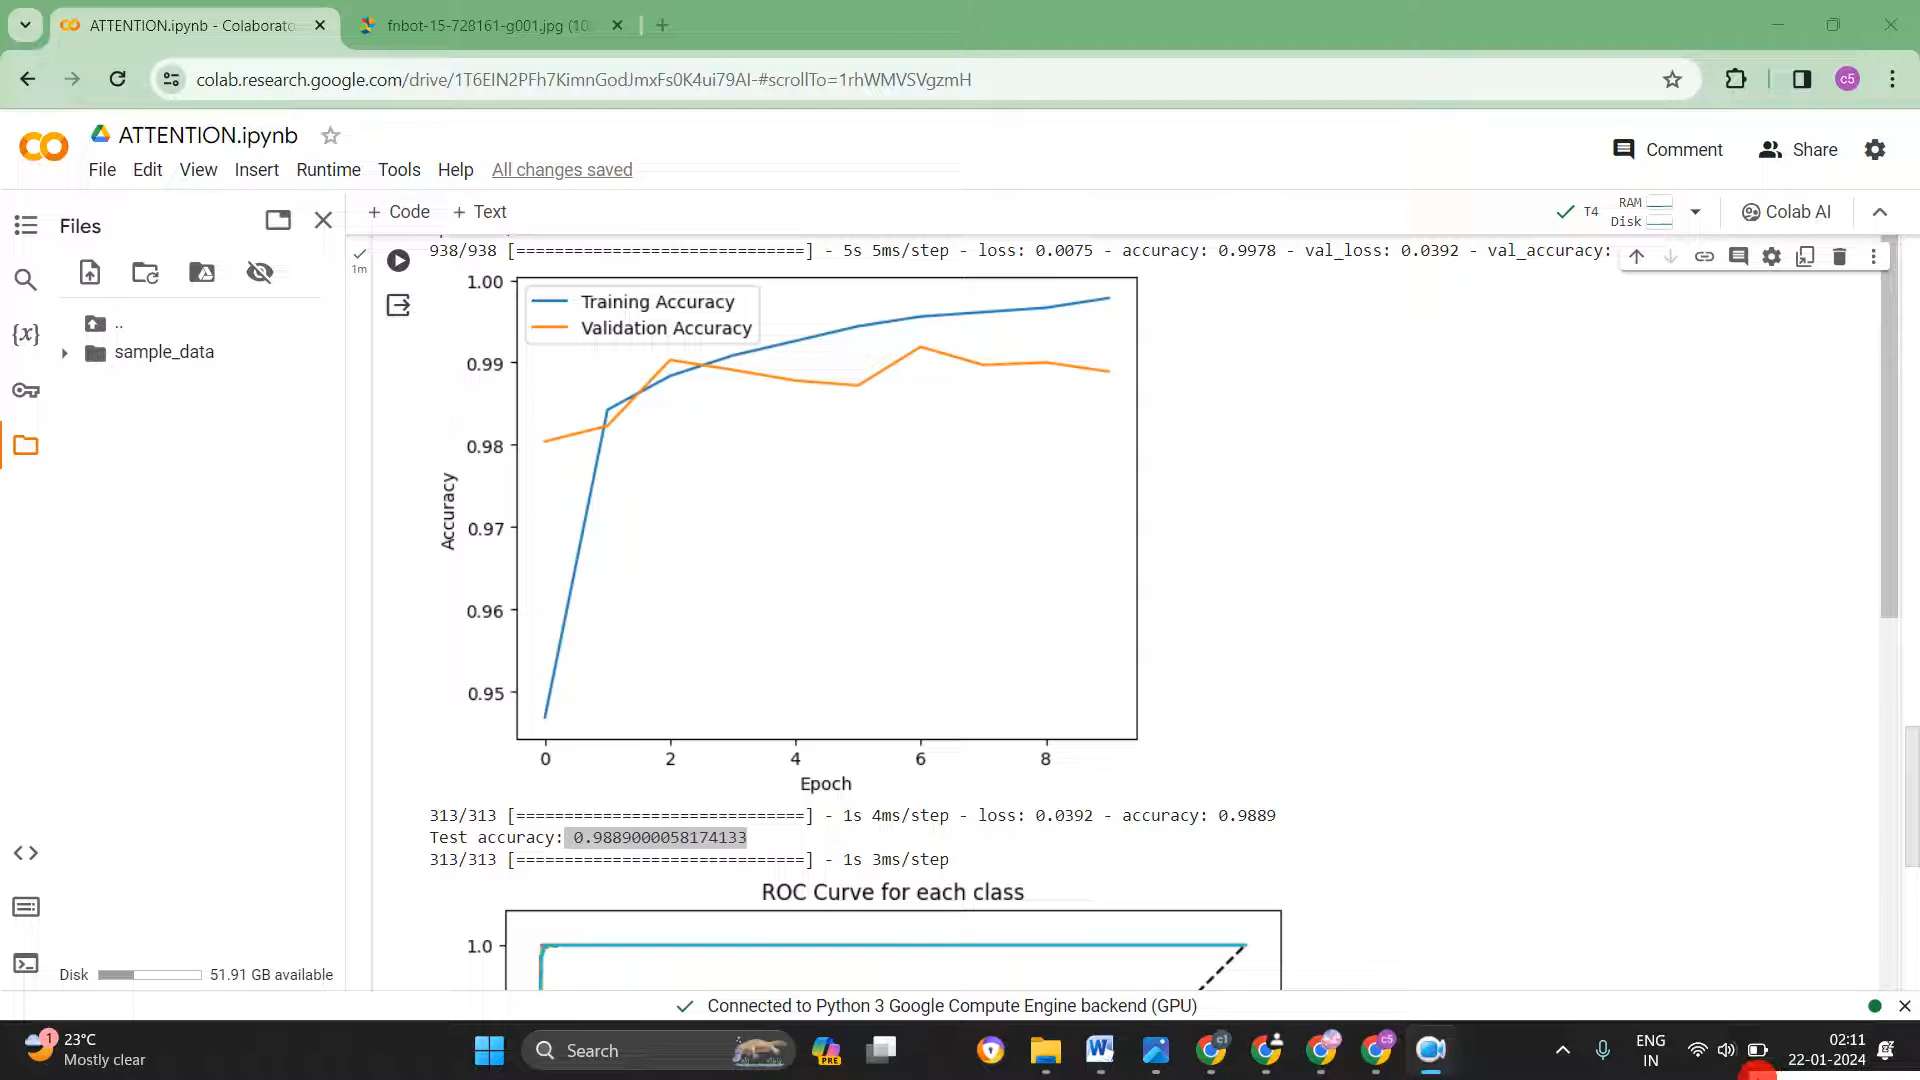 ATTENTION.ipynb - Colaborato
fnbot-15-728161-g001.jpg (10
colab.research.google.com/drive/1T6EIN2PFh7KimnGodJmxFs0K4ui79AI-#scrollTo=1rhWMVSVgzmH
c5
ATTENTION.ipynb
Comment
Share
File Edit View Insert Runtime Tools Help All changes saved
Files
+ Code + Text
T4
RAM
Disk
Colab AI
1m
938/938 [==============================] - 5s 5ms/step - loss: 0.0075 - accuracy: 0.9978 - val_loss: 0.0392 - val_accuracy:
..
sample_data
{x}
1.00
0.99
0.98
0.97
0.96
0.95
Accuracy
Training Accuracy
Validation Accuracy
0 2 4 6 8
Epoch
313/313 [==============================] - 1s 4ms/step - loss: 0.0392 - accuracy: 0.9889
Test accuracy: 0.9889000058174133
313/313 [==============================] - 1s 3ms/step
ROC Curve for each class
1.0
Disk 51.91 GB available
Connected to Python 3 Google Compute Engine backend (GPU)
1
23°C
Mostly clear
Search
PRE
c1
c5
ENG
IN
02:11
22-01-2024